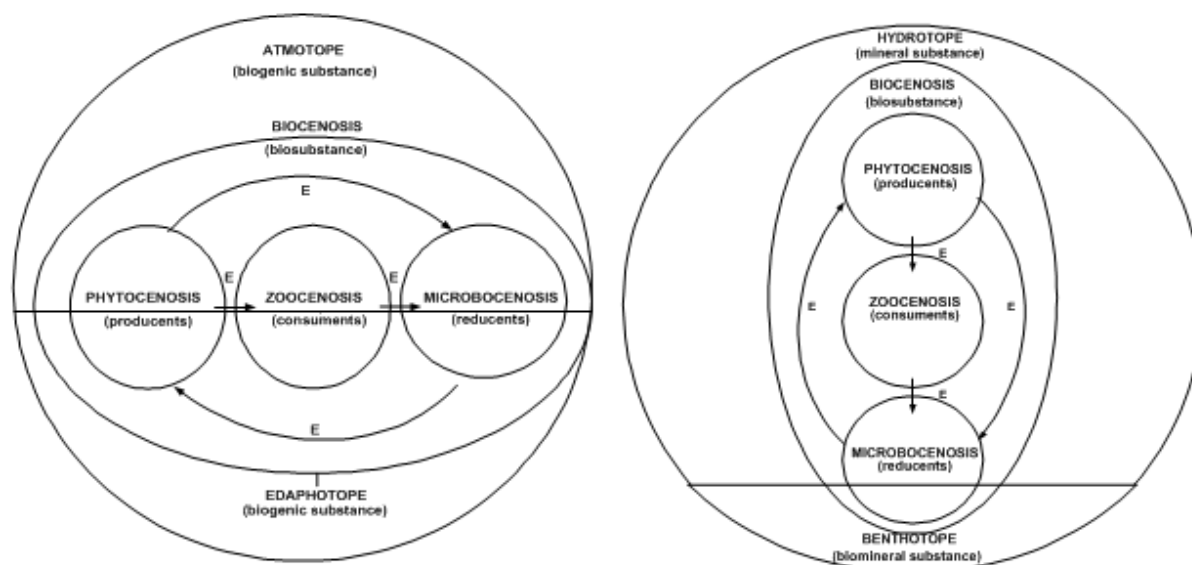 ATMOTOPE
(biogenic substance)
BIOCENOSIS
(biosubstance)
E
E
E
PHYTOCENOSIS
(producents)
ZOOCENOSIS
(consuments)
MICROBOCENOSIS
(reducents)
E
EDAPHOTOPE
(biogenic substance)
HYDROTOPE
(mineral substance)
BIOCENOSIS
(biosubstance)
PHYTOCENOSIS
(producents)
E
ZOOCENOSIS
(consuments)
E
E
E
MICROBOCENOSIS
(reducents)
BENTHOTOPE
(biomineral substance)